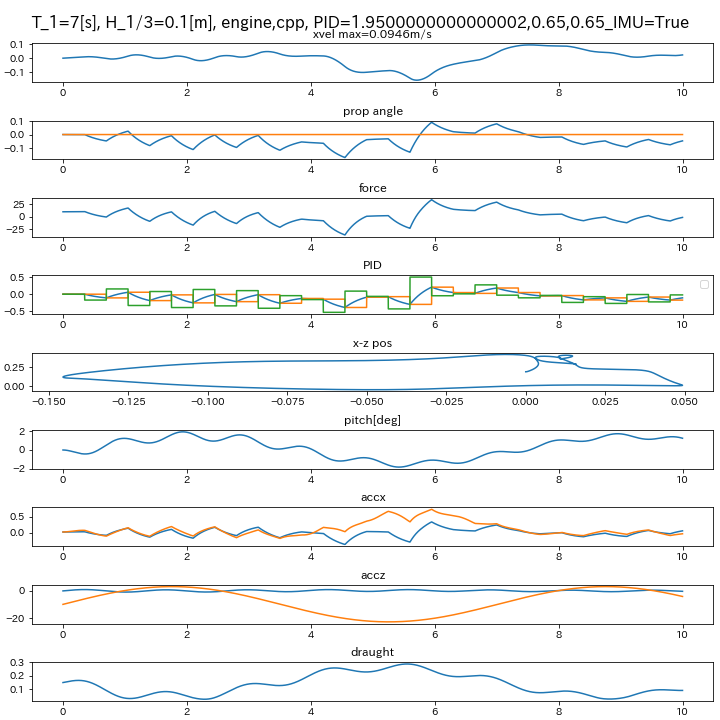 T_1=7[s], H_1/3=0.1[m], engine,cpp, PID=1.9500000000000002,0.65,0.65_IMU=True
xvel max=0.0946m/s
0.1
0.0
−0.1
0 2 4 6 8 10
prop angle
0.1
0.0
−0.1
0 2 4 6 8 10
force
25
0
−25
0 2 4 6 8 10
PID
0.5
0.0
−0.5
0 2 4 6 8 10
x-z pos
0.25
0.00
−0.150 −0.125 −0.100 −0.075 −0.050 −0.025 0.000 0.025 0.050
pitch[deg]
2
0
−2
0 2 4 6 8 10
accx
0.5
0.0
0 2 4 6 8 10
accz
0
−20
0 2 4 6 8 10
draught
0.3
0.2
0.1
0 2 4 6 8 10